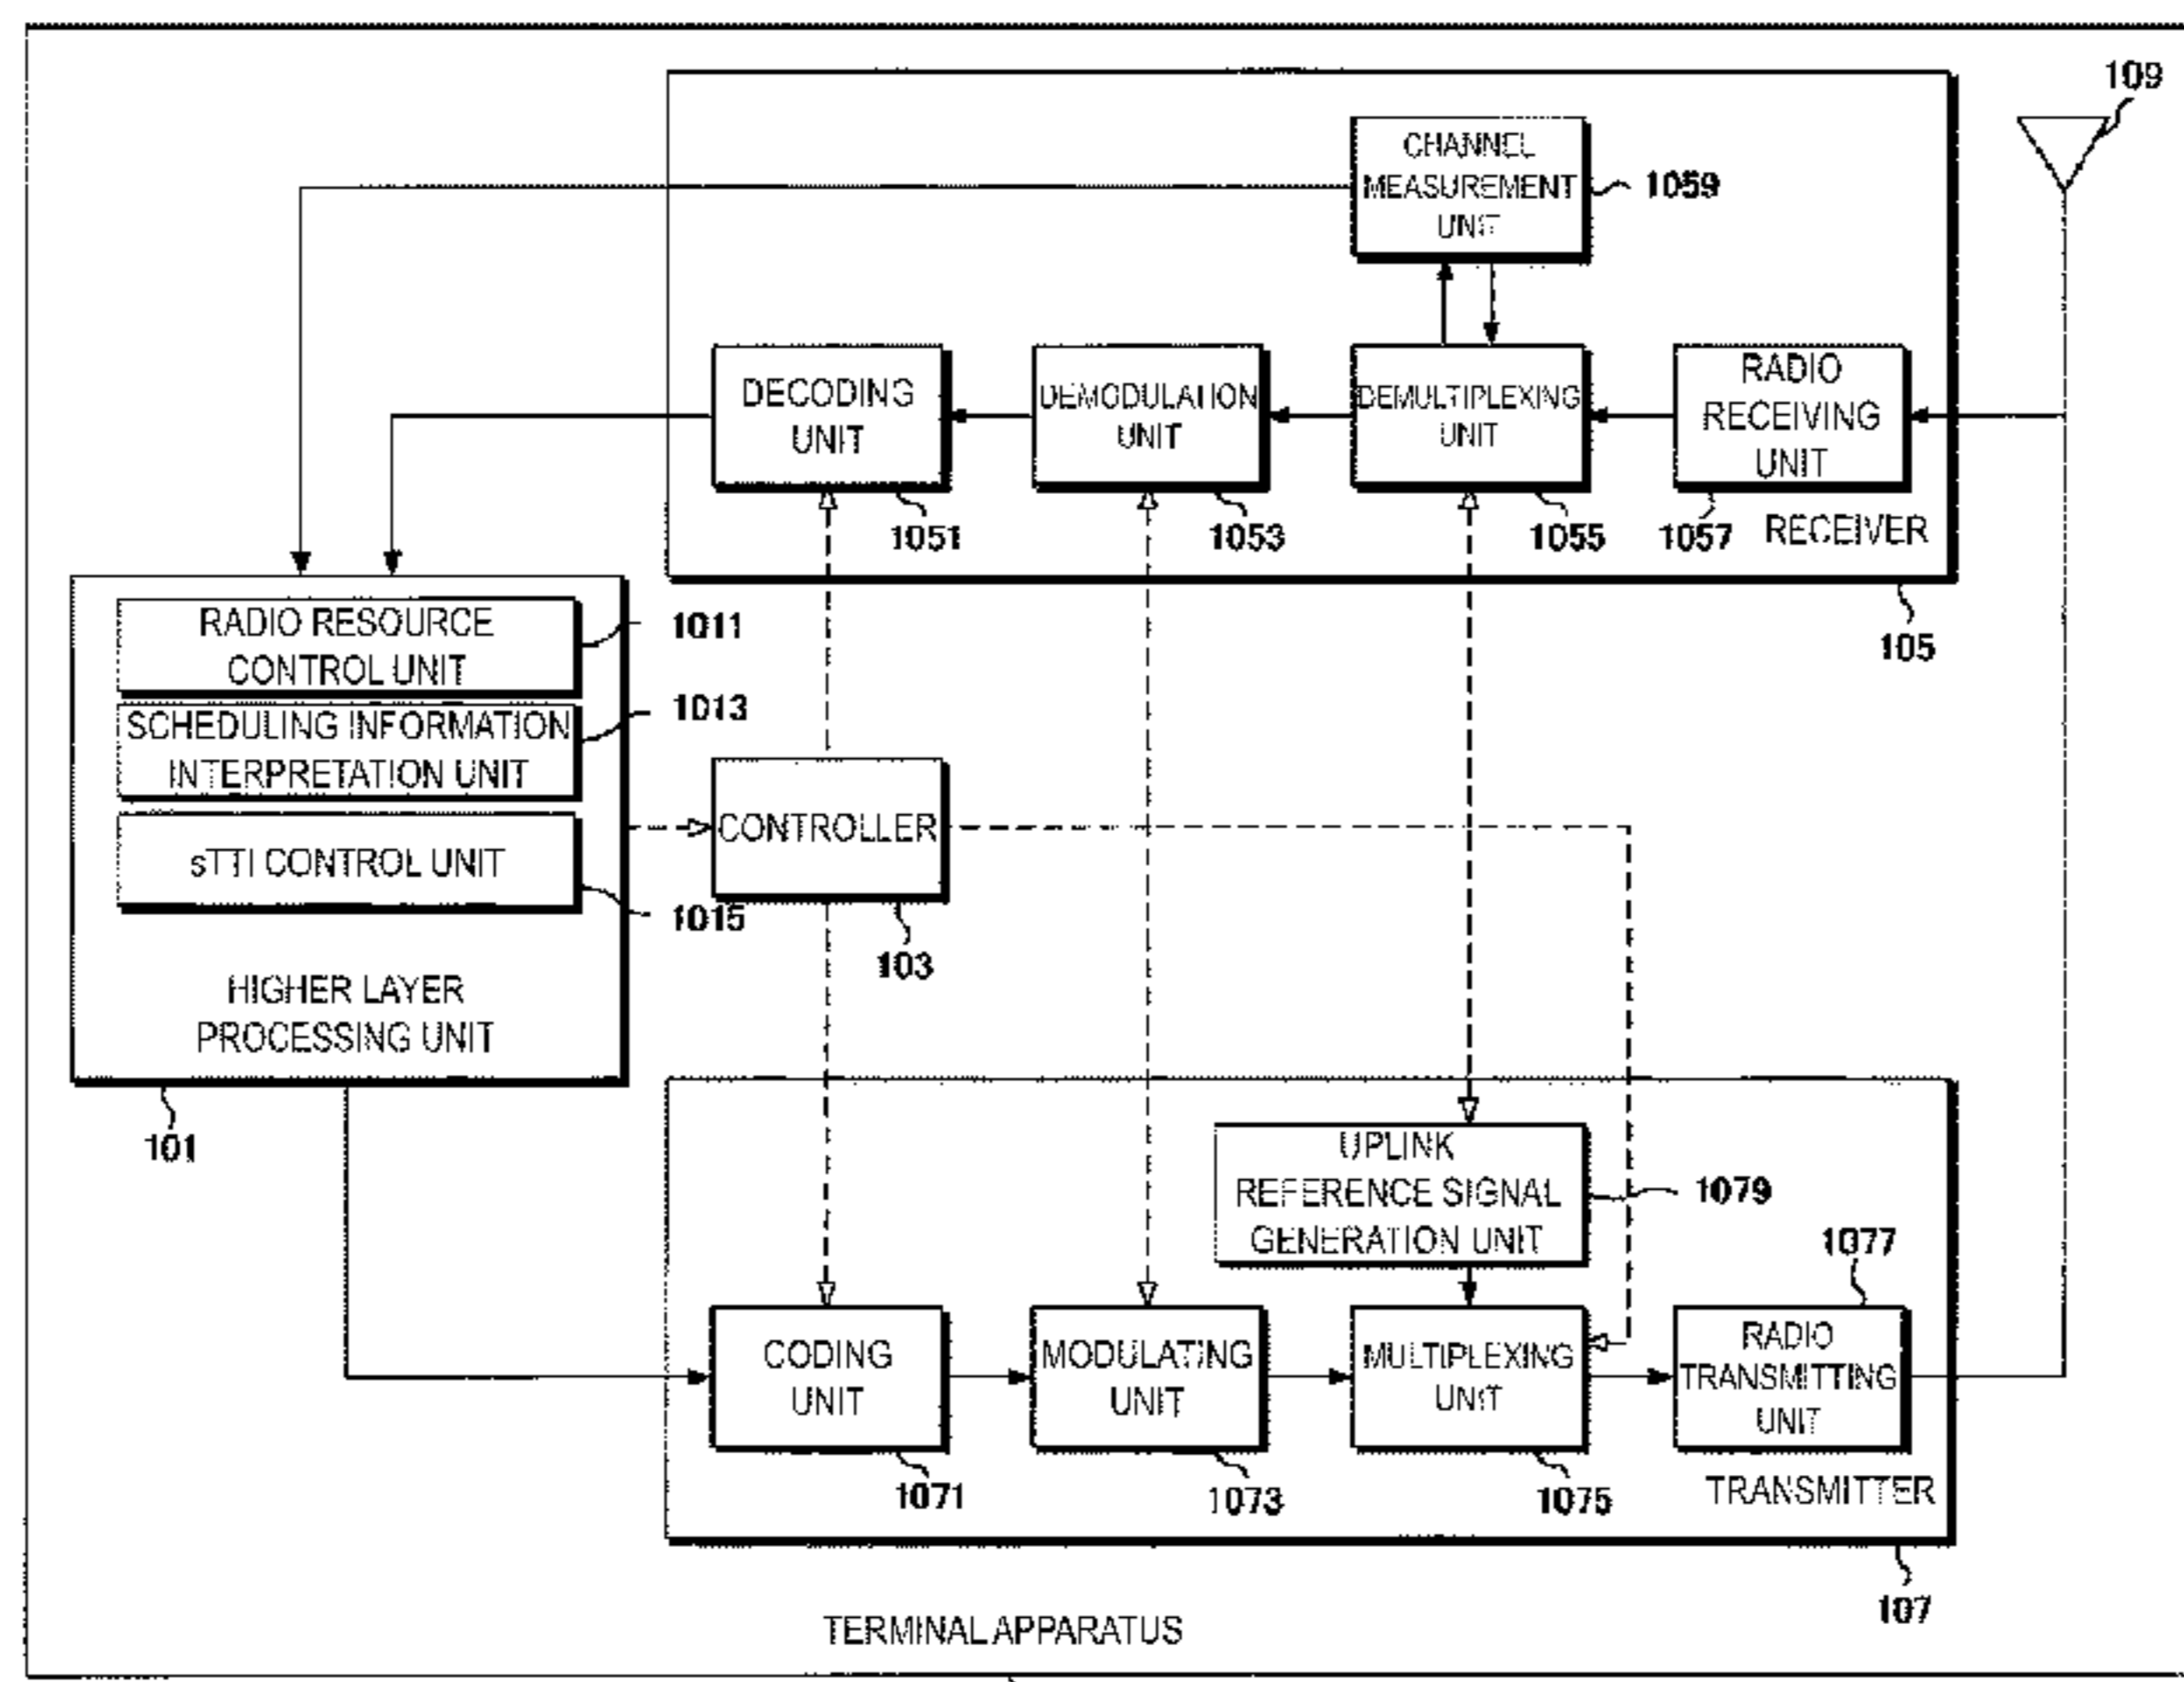 109
CHANNEL
MEASUREMENT
UNIT
1059
DECODING
UNIT
1051
DEMODULATION
UNIT
1053
DEMULTIPLEXING
UNIT
1055
RADIO
RECEIVING
UNIT
1057
RECEIVER
105
RADIO RESOURCE
CONTROL UNIT
1011
SCHEDULING INFORMATION
INTERPRETATION UNIT
1013
sTTI CONTROL UNIT
1015
HIGHER LAYER
PROCESSING UNIT
101
CONTROLLER
103
UPLINK
REFERENCE SIGNAL
GENERATION UNIT
1079
CODING
UNIT
1071
MODULATING
UNIT
1073
MULTIPLEXING
UNIT
1075
1077
RADIO
TRANSMITTING
UNIT
TRANSMITTER
107
TERMINAL APPARATUS